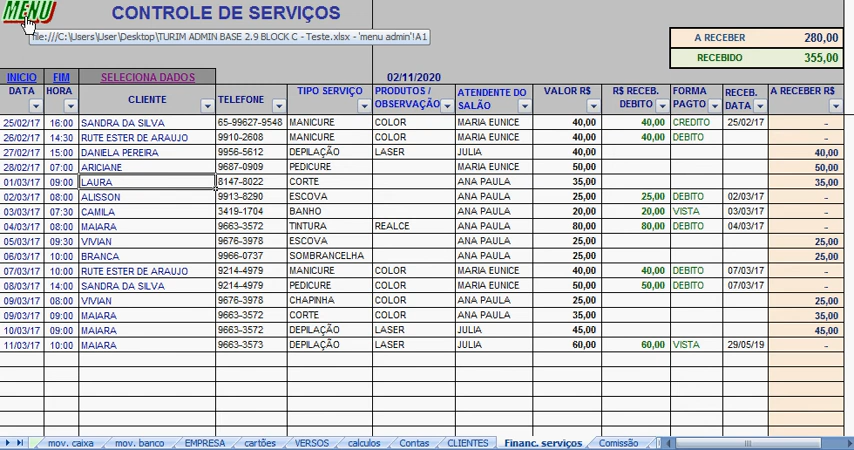 MENU
CONTROLE DE SERVIÇOS
file:///C:\Users\User\Desktop\TURIM ADMIN BASE 2.9 BLOCK C - Teste.xlsx - 'menu admin'!A1
A RECEBER 280,00
RECEBIDO 355,00
INICIO FIM SELECIONA DADOS 02/11/2020
DATA HORA CLIENTE TELEFONE TIPO SERVIÇO PRODUTOS / OBSERVAÇÃO ATENDENTE DO SALÃO VALOR R$ R$ RECEB. DEBITO FORMA PAGTO RECEB. DATA A RECEBER R$
25/02/17 16:00 SANDRA DA SILVA 65-99627-9548 MANICURE COLOR MARIA EUNICE 40,00 40,00 CREDITO 25/02/17 -
26/02/17 14:30 RUTE ESTER DE ARAUJO 9910-2608 MANICURE COLOR MARIA EUNICE 40,00 40,00 DEBITO -
27/02/17 15:00 DANIELA PEREIRA 9956-5612 DEPILAÇÃO LASER JULIA 40,00 40,00
28/02/17 07:00 ARICIANE 9687-0909 PEDICURE MARIA EUNICE 50,00 50,00
01/03/17 09:00 LAURA 8147-8022 CORTE ANA PAULA 35,00 35,00
02/03/17 08:00 ALISSON 9913-8290 ESCOVA ANA PAULA 25,00 25,00 DEBITO 02/03/17 -
03/03/17 07:30 CAMILA 3419-1704 BANHO ANA PAULA 20,00 20,00 VISTA 03/03/17 -
04/03/17 08:00 MAIARA 9663-3572 TINTURA REALCE ANA PAULA 80,00 80,00 DEBITO 04/03/17 -
05/03/17 09:30 VIVIAN 9676-3978 ESCOVA ANA PAULA 25,00 25,00
06/03/17 10:00 BRANCA 9966-0737 SOMBRANCELHA ANA PAULA 25,00 25,00
07/03/17 10:00 RUTE ESTER DE ARAUJO 9214-4979 MANICURE COLOR MARIA EUNICE 40,00 40,00 DEBITO 07/03/17 -
08/03/17 14:00 SANDRA DA SILVA 9214-4979 PEDICURE COLOR MARIA EUNICE 50,00 50,00 DEBITO 07/03/17 -
09/03/17 08:00 VIVIAN 9676-3978 CHAPINHA COLOR ANA PAULA 25,00 25,00
09/03/17 09:00 MAIARA 9663-3572 CORTE COLOR ANA PAULA 35,00 35,00
10/03/17 09:00 MAIARA 9663-3572 DEPILAÇÃO LASER JULIA 45,00 45,00
11/03/17 10:00 MAIARA 9663-3573 DEPILAÇÃO LASER JULIA 60,00 60,00 VISTA 29/05/19 -
mov. caixa mov. banco EMPRESA cartões VERSOS calculos Contas CLIENTES Financ. serviços Comissão